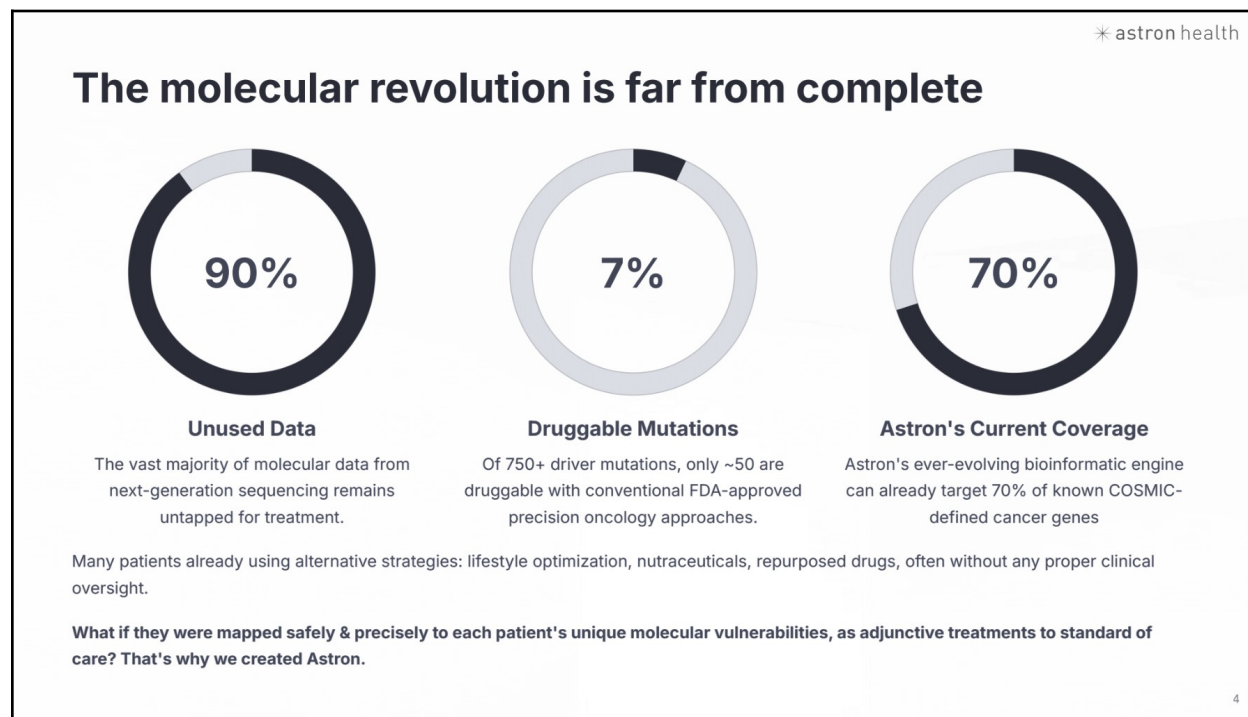 astron health
The molecular revolution is far from complete
90%
7%
70%
Unused Data
The vast majority of molecular data from
next-generation sequencing remains
untapped for treatment.
Druggable Mutations
Of 750+ driver mutations, only ~50 are
druggable with conventional FDA-approved
precision oncology approaches.
Astron's Current Coverage
Astron's ever-evolving bioinformatic engine
can already target 70% of known COSMIC-
defined cancer genes
Many patients already using alternative strategies: lifestyle optimization, nutraceuticals, repurposed drugs, often without any proper clinical
oversight.
What if they were mapped safely & precisely to each patient's unique molecular vulnerabilities, as adjunctive treatments to standard of
care? That's why we created Astron.
4